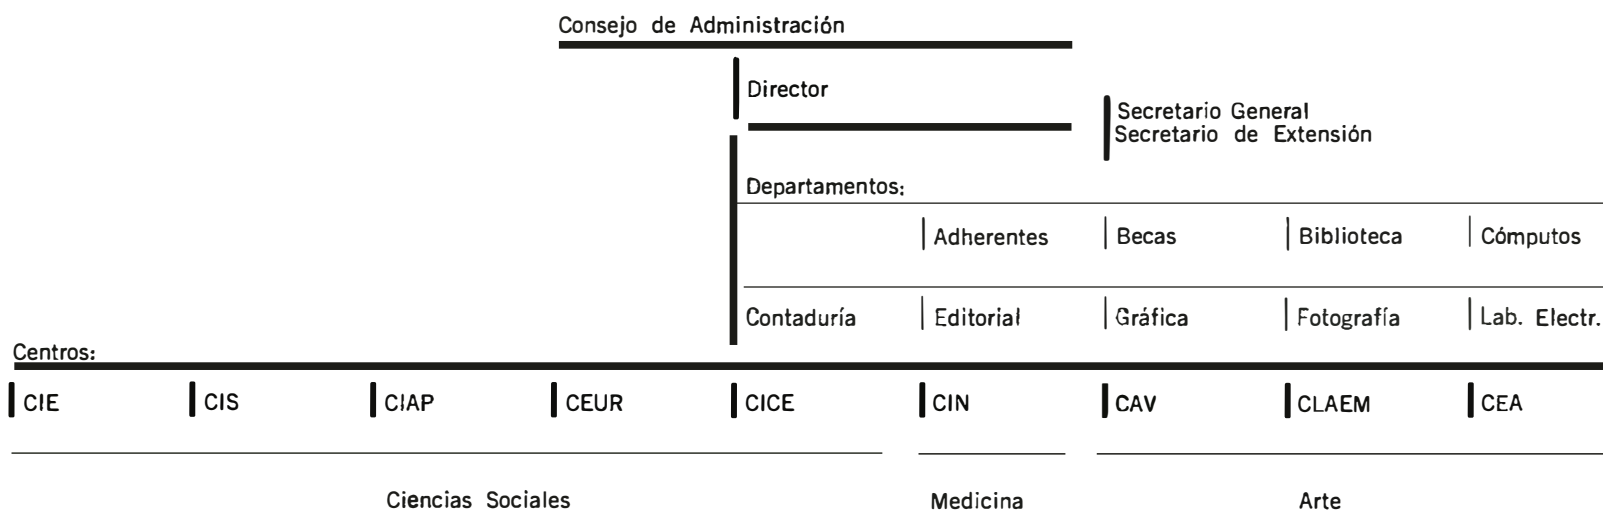 Consejo de Administración
Director
Secretario General
Secretario de Extensión
Departamentos:
Adherentes Becas Biblioteca Cómputos
Contaduría Editorial Gráfica Fotografía Lab. Electr.
Centros:
CIE CIS CIAP CEUR CICE CIN CAV CLAEM CEA
Ciencias Sociales Medicina Arte